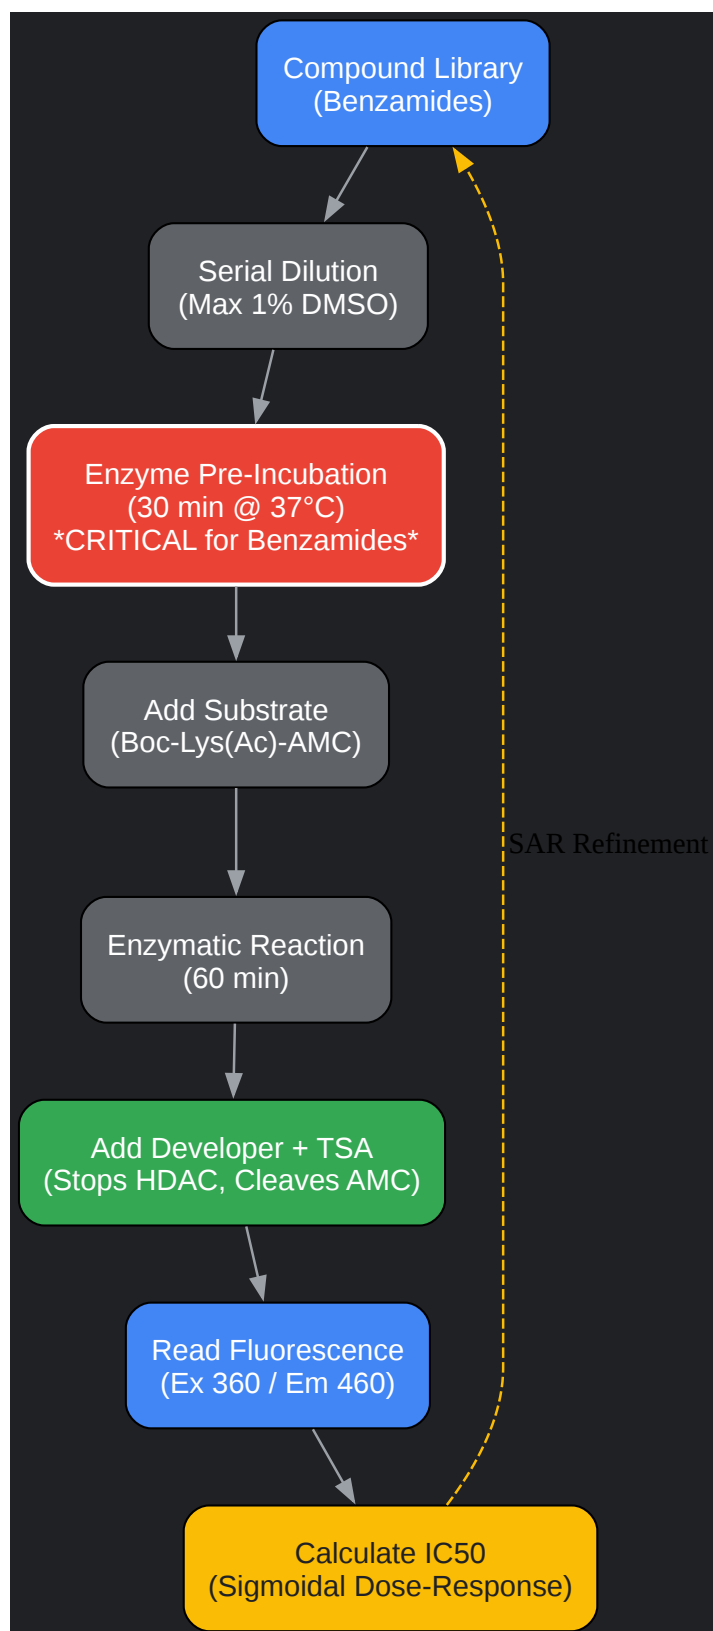 Compound Library
(Benzamides)
Serial Dilution
(Max 1% DMSO)
Enzyme Pre-Incubation
(30 min @ 37°C)
*CRITICAL for Benzamides*
Add Substrate
(Boc-Lys(Ac)-AMC)
SAR Refinement
Enzymatic Reaction
(60 min)
Add Developer + TSA
(Stops HDAC, Cleaves AMC)
Read Fluorescence
(Ex 360 / Em 460)
Calculate IC50
(Sigmoidal Dose-Response)